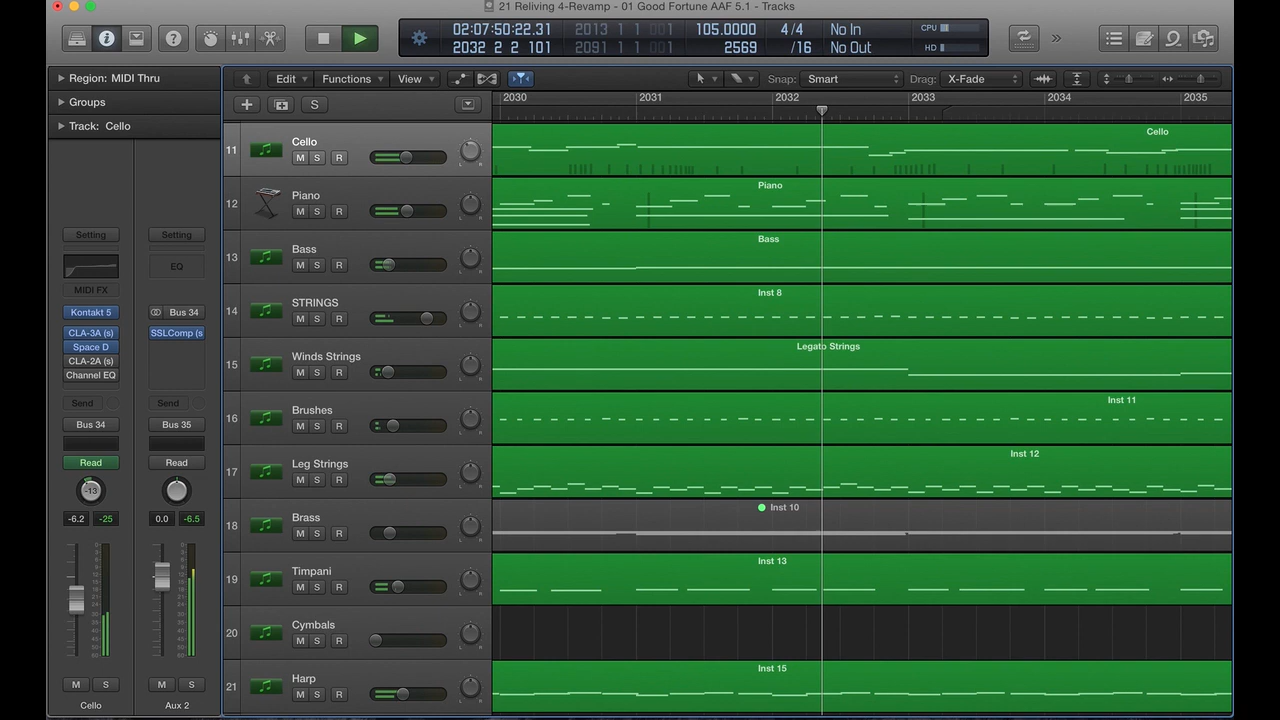 21 Reliving 4-Revamp - 01 Good Fortune AAF 5.1 - Tracks
02:07:50:22.31 2013 1 1 001 105.0000 4/4 No In CPU
2032 2 2 101 2091 1 1 001 2569 /16 No Out HD
Region: MIDI Thru
Groups
Track: Cello
Edit Functions View Snap: Smart Drag: X-Fade
S
2030 2031 2032 2033 2034 2035
11 Cello M S R L R Cello
12 Piano M S R L R Piano
13 Bass M S R L R Bass
14 STRINGS M S R L R Inst 8
15 Winds Strings M S R L R Legato Strings
16 Brushes M S R L R Inst 11
17 Leg Strings M S R L R Inst 12
18 Brass M S R L R Inst 10
19 Timpani M S R L R Inst 13
20 Cymbals M S R L R
21 Harp M S R L R Inst 15
Setting Setting
EQ
MIDI FX
Kontakt 5 Bus 34
CLA-3A (s) SSLComp (s
Space D
CLA-2A (s)
Channel EQ
Send Send
Bus 34 Bus 35
Read Read
-13
-6.2 -25 0.0 -6.5
M S M S
Cello Aux 2